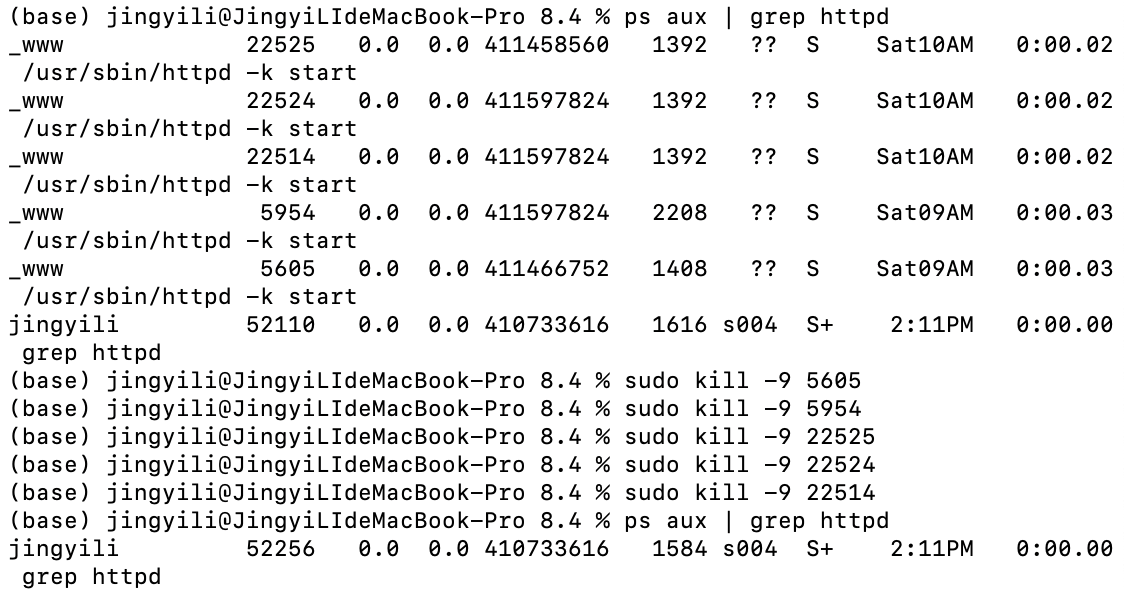 (base) jingyili@JingyiLIdeMacBook-Pro 8.4 % ps aux | grep httpd
_www             22525   0.0  0.0 411458560   1392   ??  S    Sat10AM   0:00.02
 /usr/sbin/httpd -k start
_www             22524   0.0  0.0 411597824   1392   ??  S    Sat10AM   0:00.02
 /usr/sbin/httpd -k start
_www             22514   0.0  0.0 411597824   1392   ??  S    Sat10AM   0:00.02
 /usr/sbin/httpd -k start
_www              5954   0.0  0.0 411597824   2208   ??  S    Sat09AM   0:00.03
 /usr/sbin/httpd -k start
_www              5605   0.0  0.0 411466752   1408   ??  S    Sat09AM   0:00.03
 /usr/sbin/httpd -k start
jingyili         52110   0.0  0.0 410733616   1616 s004  S+    2:11PM   0:00.00
 grep httpd
(base) jingyili@JingyiLIdeMacBook-Pro 8.4 % sudo kill -9 5605
(base) jingyili@JingyiLIdeMacBook-Pro 8.4 % sudo kill -9 5954
(base) jingyili@JingyiLIdeMacBook-Pro 8.4 % sudo kill -9 22525
(base) jingyili@JingyiLIdeMacBook-Pro 8.4 % sudo kill -9 22524
(base) jingyili@JingyiLIdeMacBook-Pro 8.4 % sudo kill -9 22514
(base) jingyili@JingyiLIdeMacBook-Pro 8.4 % ps aux | grep httpd
jingyili         52256   0.0  0.0 410733616   1584 s004  S+    2:11PM   0:00.00
 grep httpd